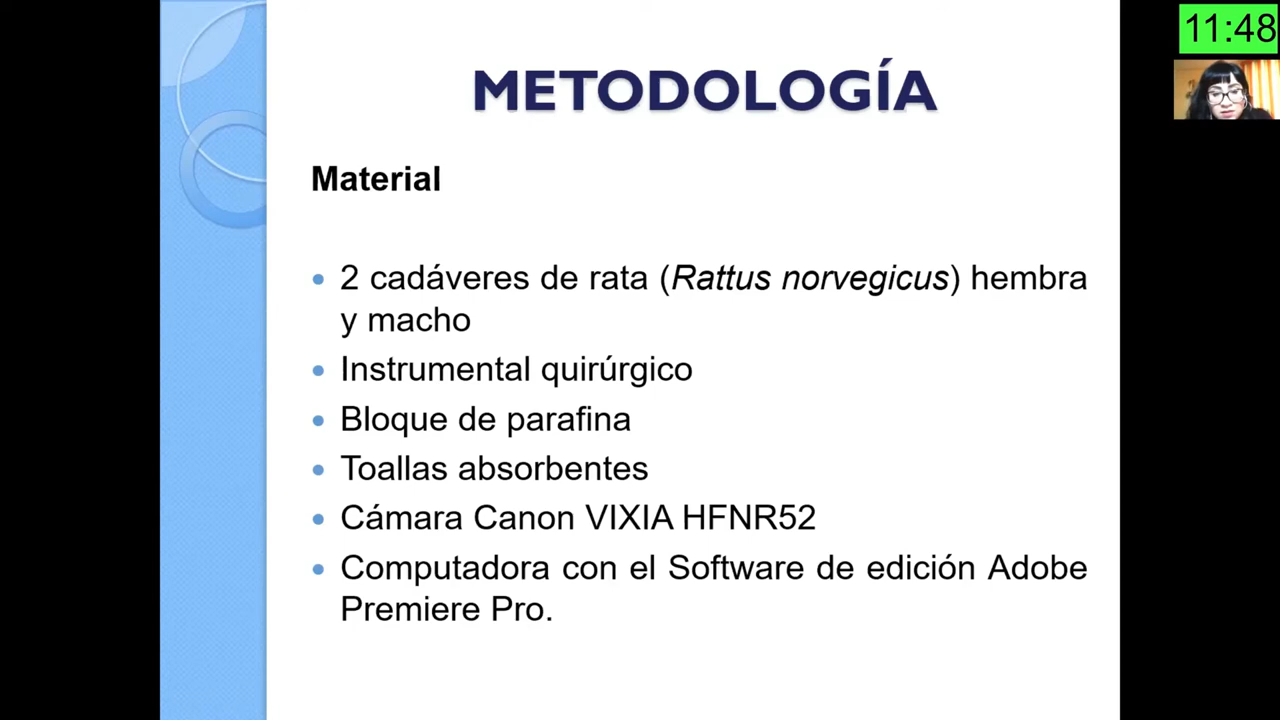 11:48
METODOLOGÍA
Material
2 cadáveres de rata (Rattus norvegicus) hembra
y macho
Instrumental quirúrgico
Bloque de parafina
Toallas absorbentes
Cámara Canon VIXIA HFNR52
Computadora con el Software de edición Adobe
Premiere Pro.